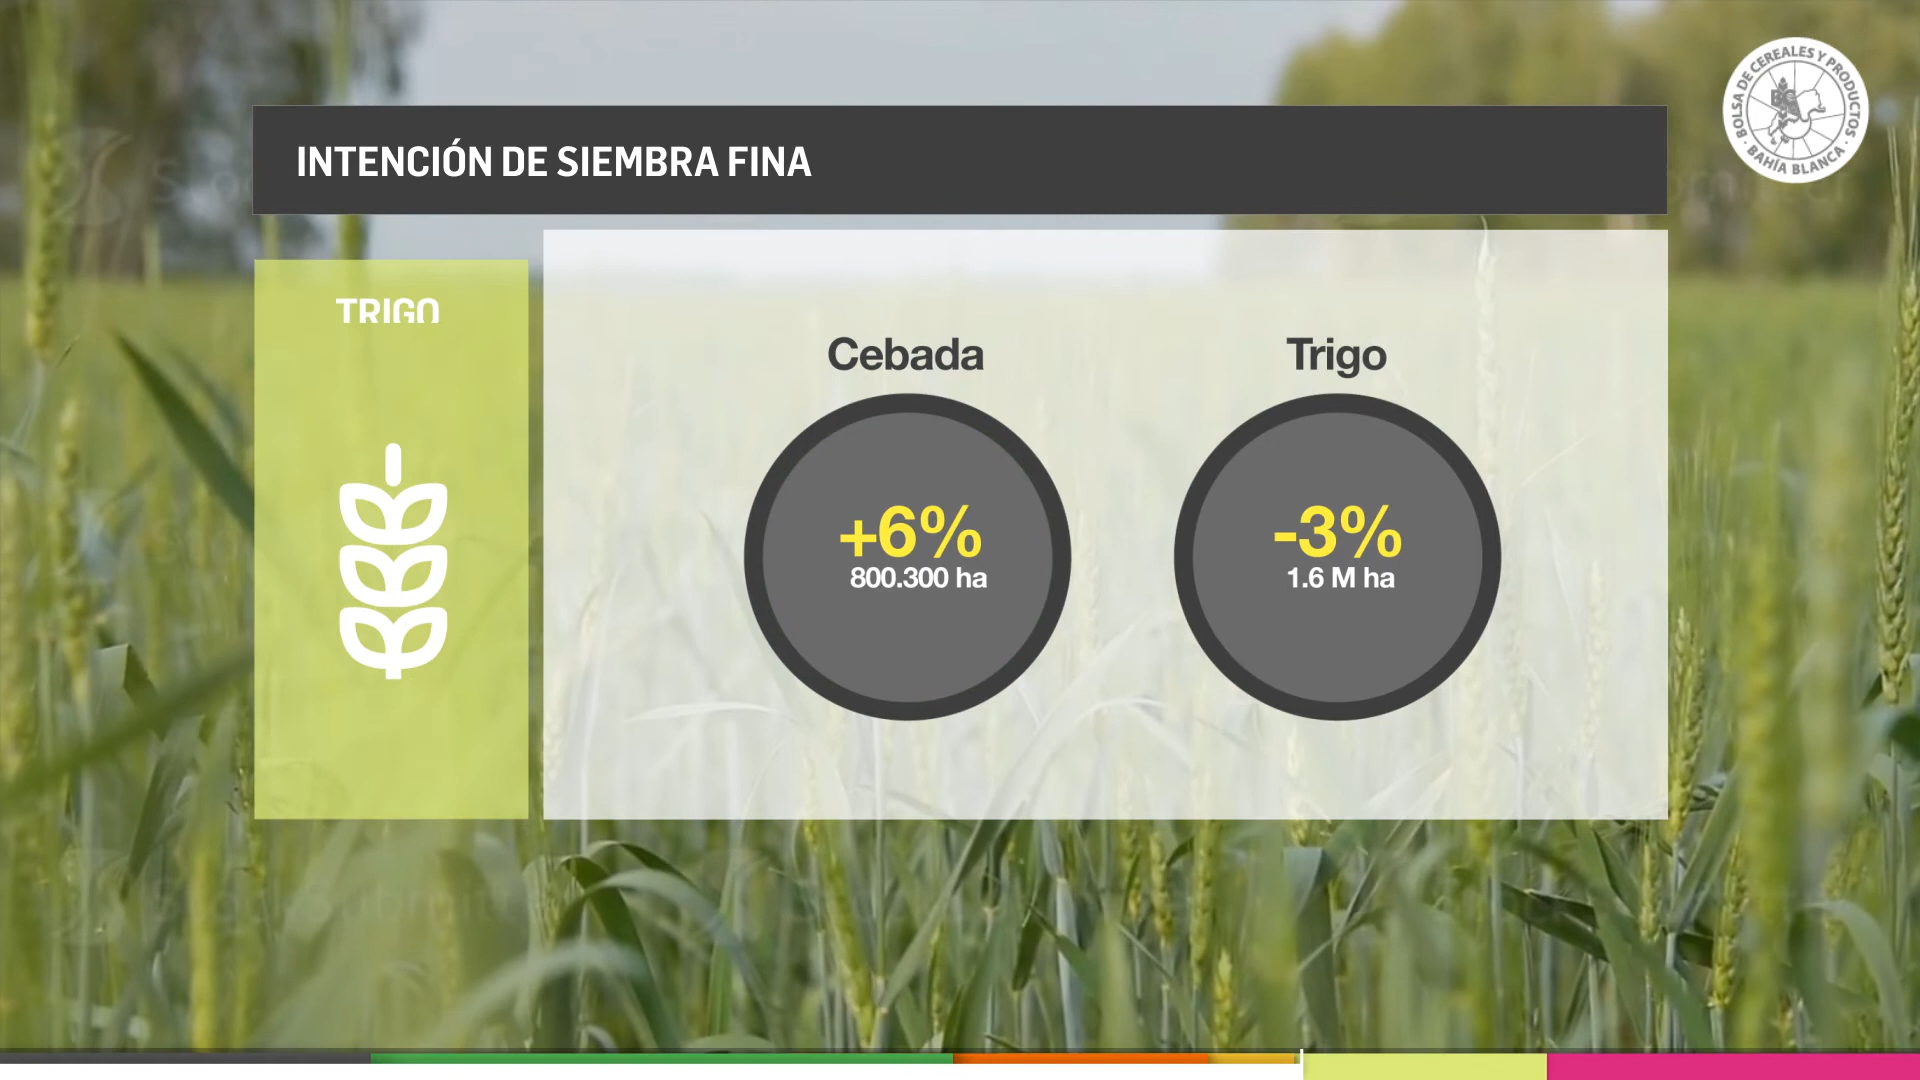 BOLSA DE CEREALES Y PRODUCTOS
· BAHÍA BLANCA ·
INTENCIÓN DE SIEMBRA FINA
TRIGO
Cebada
Trigo
+6%
800.300 ha
-3%
1.6 M ha